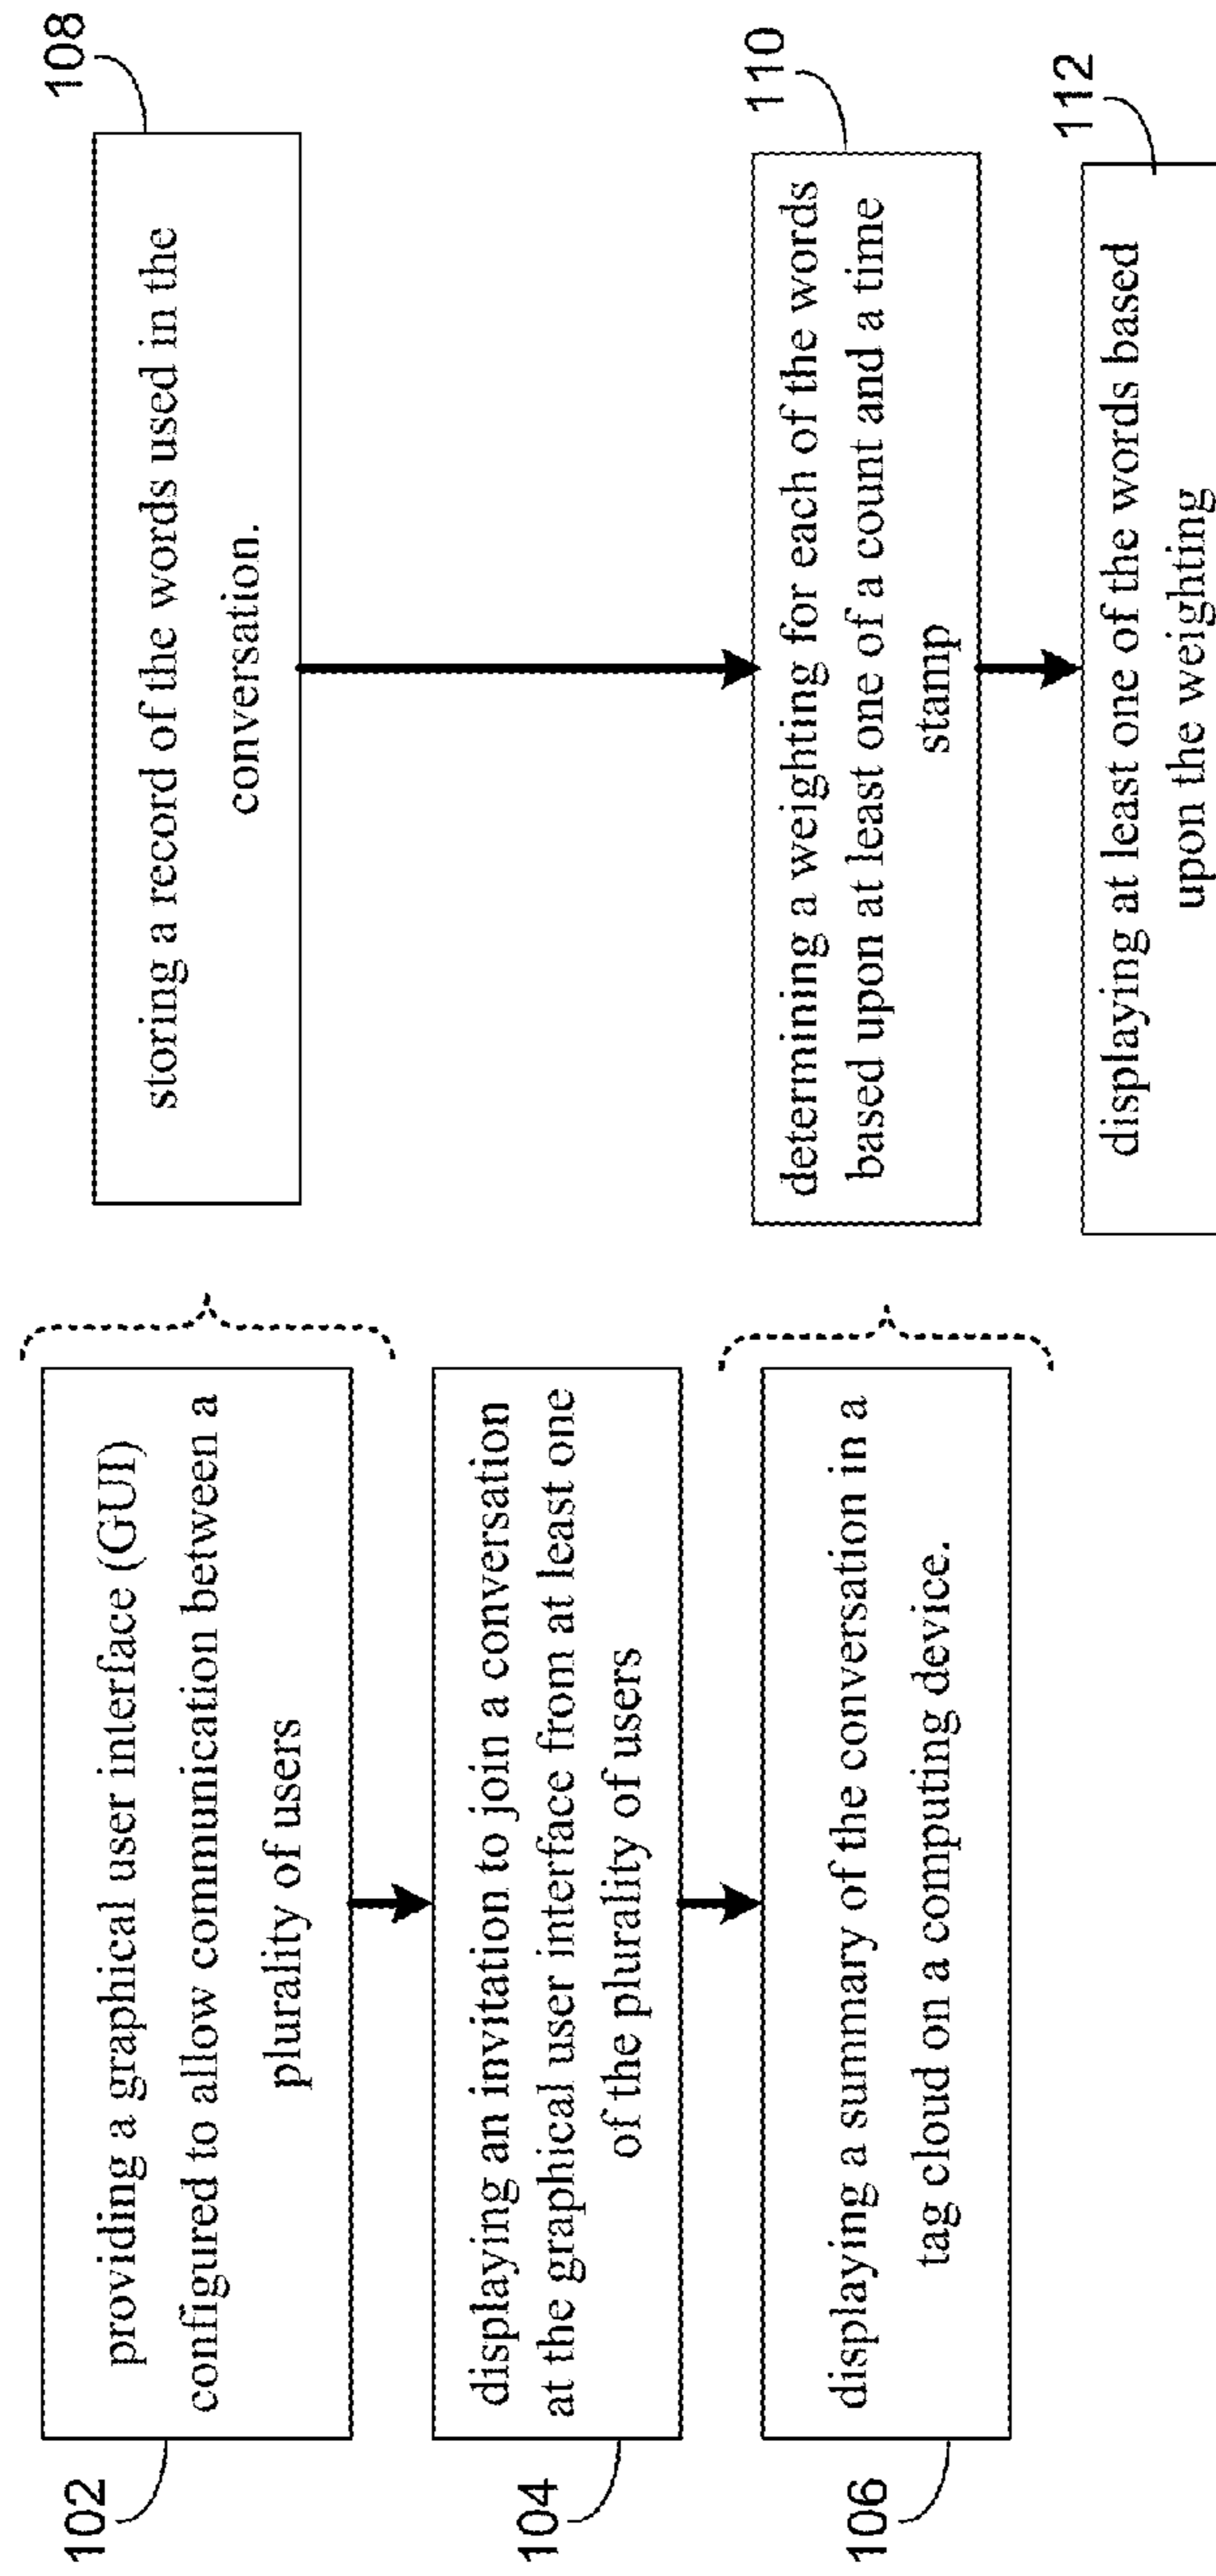 102
providing a graphical user interface (GUI)
configured to allow communication between a
plurality of users
104
displaying an invitation to join a conversation
at the graphical user interface from at least one
of the plurality of users
106
displaying a summary of the conversation in a
tag cloud on a computing device.
108
storing a record of the words used in the
conversation.
110
determining a weighting for each of the words
based upon at least one of a count and a time
stamp
112
displaying at least one of the words based
upon the weighting